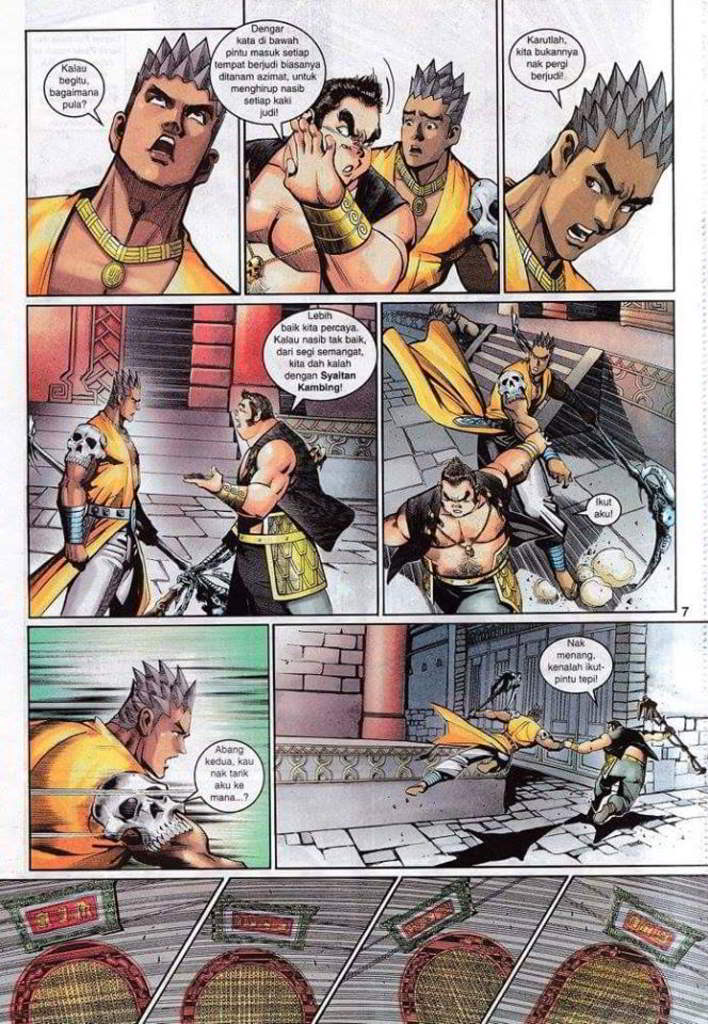 Kalau
begitu,
bagaimana
pula?
Dengar
kata di bawah
pintu masuk setiap
tempat berjudi biasanya
ditanam azimat, untuk
menghirup nasib
setiap kaki
judi!
Karutlah,
kita bukannya
nak pergi
berjudi!
Lebih
baik kita percaya.
Kalau nasib tak baik,
dari segi semangat,
kita dah kalah
dengan Syaitan
Kambing!
Ikut
aku!
7
Abang
kedua, kau
nak tarik
aku ke
mana...?
Nak
menang,
kenalah ikut-
pintu tepi!